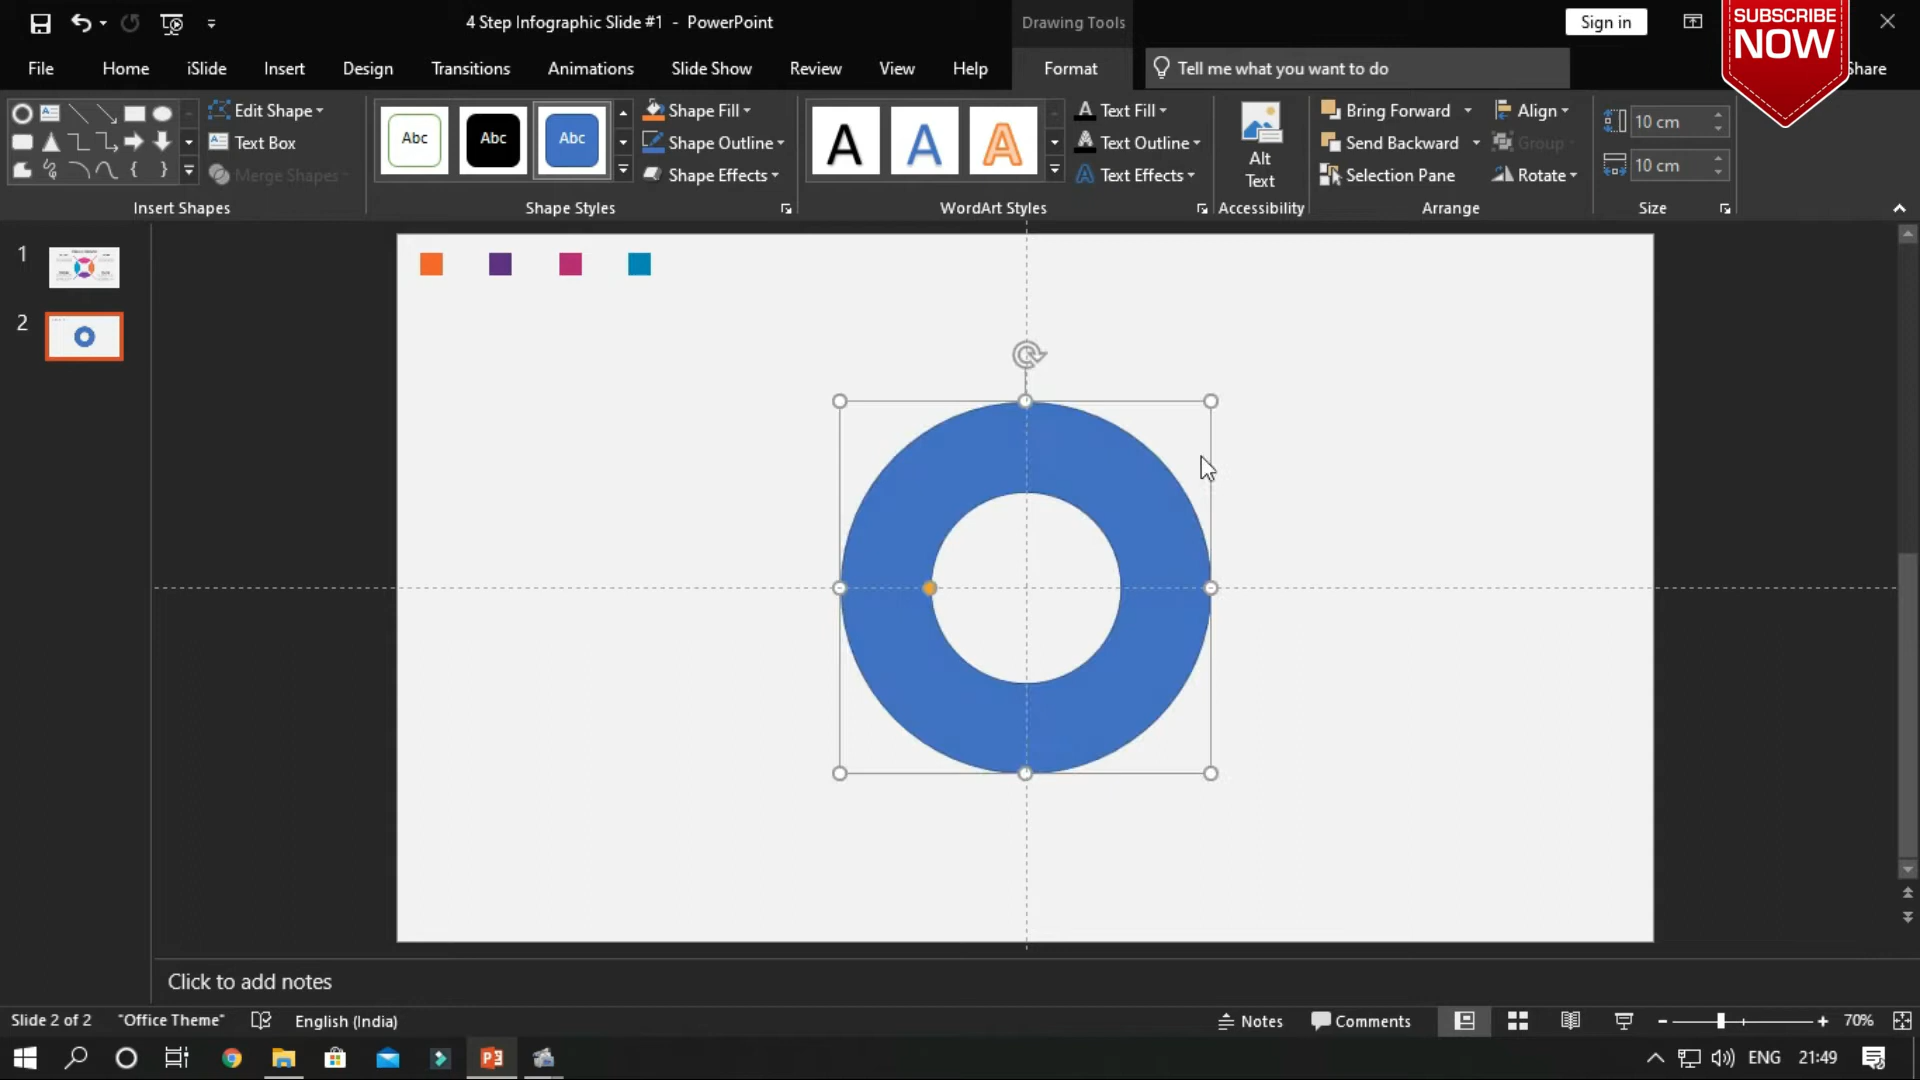 4 Step Infographic Slide #1 - PowerPoint
Drawing Tools
Sign in
SUBSCRIBE
NOW
File
Home
iSlide
Insert
Design
Transitions
Animations
Slide Show
Review
View
Help
Format
Tell me what you want to do
Share
Edit Shape
Text Box
Merge Shapes
Insert Shapes
Abc
Abc
Abc
Shape Fill
Shape Outline
Shape Effects
Shape Styles
A
A
A
Text Fill
Text Outline
Text Effects
WordArt Styles
Alt
Text
Accessibility
Bring Forward
Send Backward
Selection Pane
Align
Group
Rotate
Arrange
10 cm
10 cm
Size
1
2
Click to add notes
Slide 2 of 2
"Office Theme"
English (India)
Notes
Comments
70%
ENG
21:49